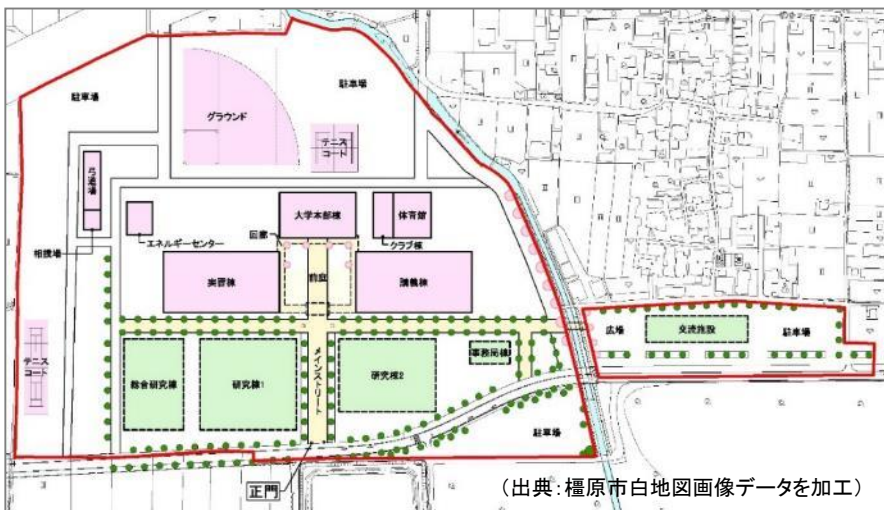 駐車場
駐車場
グラウンド
テニス
コート
弓道場
大学本部棟
体育館
回廊
エネルギーセンター
クラブ棟
相撲場
実習棟
前庭
講義棟
広場
交流施設
駐車場
テニス
コート
メインストリート
事務局棟
総合研究棟
研究棟1
研究棟2
駐車場
正門
（出典：橿原市白地図画像データを加工）